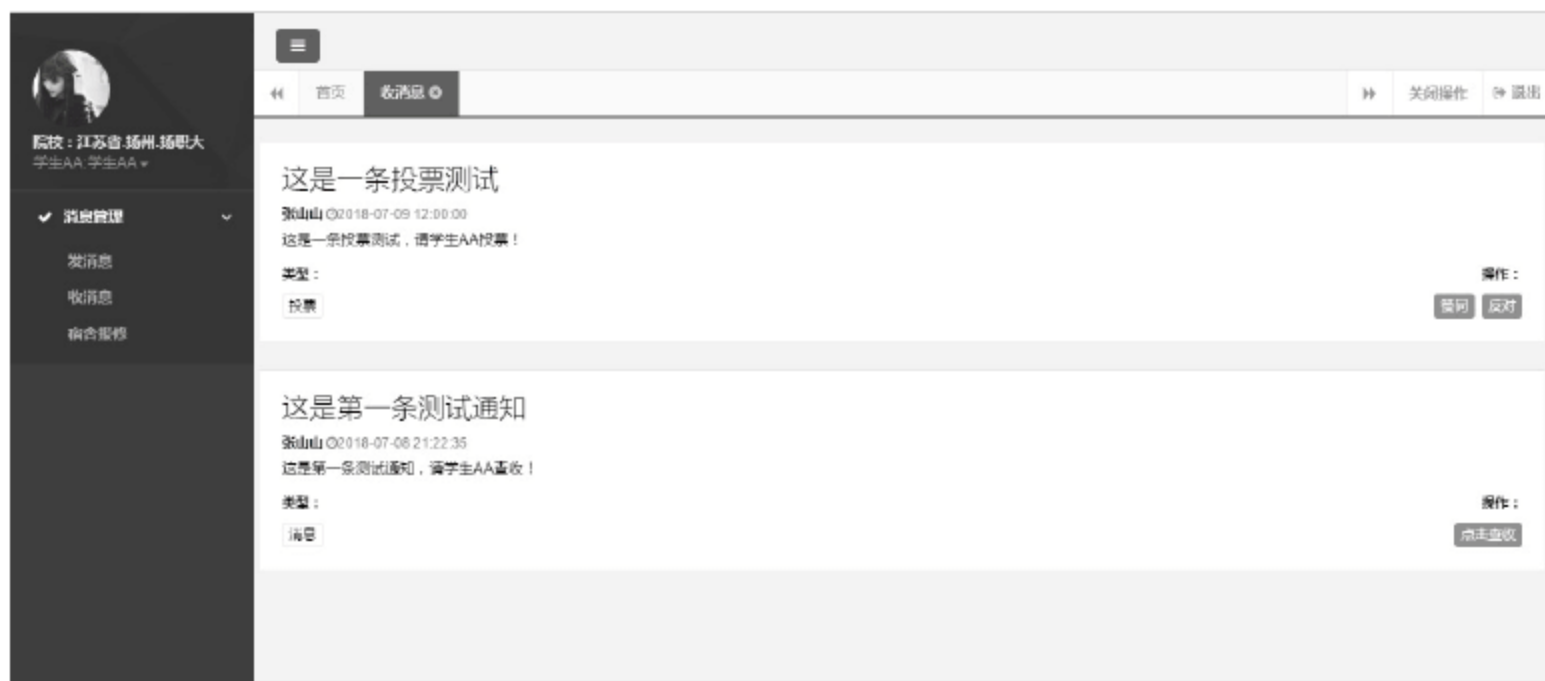 院校：江苏省.扬州.扬职大
学生AA 学生AA
消息管理
发消息
收消息
宿舍报修
首页
收消息
关闭操作
退出
这是一条投票测试
张山山 2018-07-09 12:00:00
这是一条投票测试，请学生AA投票！
类型：
操作：
投票
赞同 反对
这是第一条测试通知
张山山 2018-07-08 21:22:35
这是第一条测试通知，请学生AA查收！
类型：
操作：
消息
点击查收